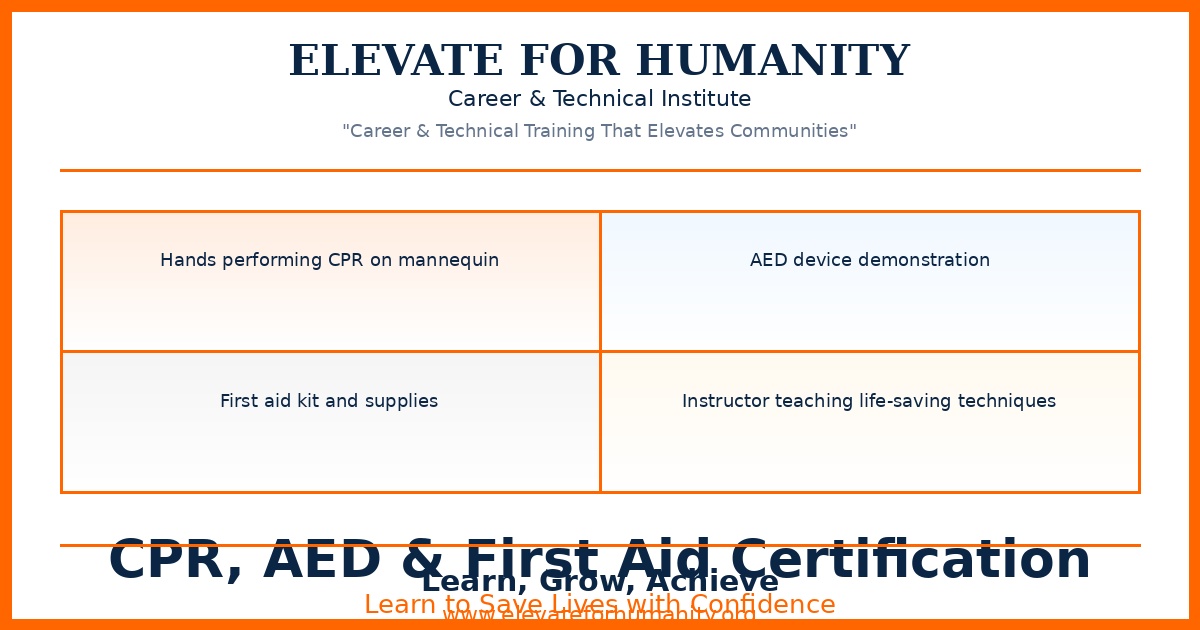 ELEVATE FOR HUMANITY
Career & Technical Institute
"Career & Technical Training That Elevates Communities"
Hands performing CPR on mannequin
AED device demonstration
First aid kit and supplies
Instructor teaching life-saving techniques
CPR, AED & First Aid Certification
Learn, Grow, Achieve
Learn to Save Lives with Confidence
www.elevateforhumanity.org